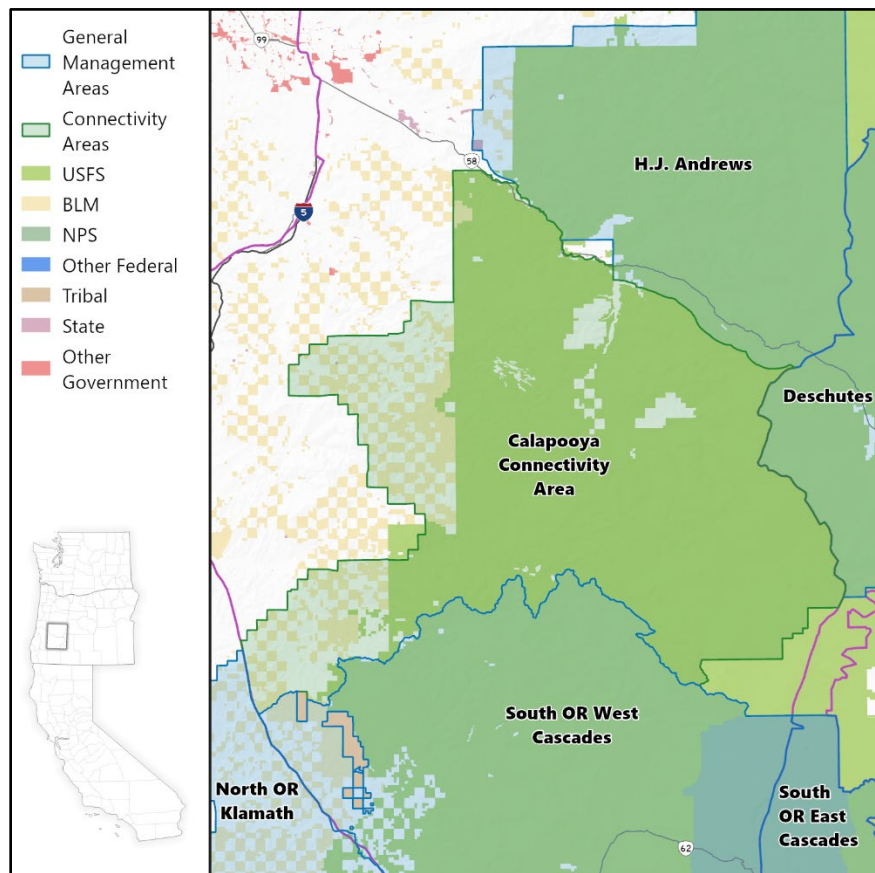 General
Management
Areas
Connectivity
Areas
USFS
BLM
NPS
Other Federal
Tribal
State
Other
Government
99
58
5
H.J. Andrews
Deschutes
Calapooya
Connectivity
Area
South OR West
Cascades
North OR
Klamath
South
OR East
Cascades
62